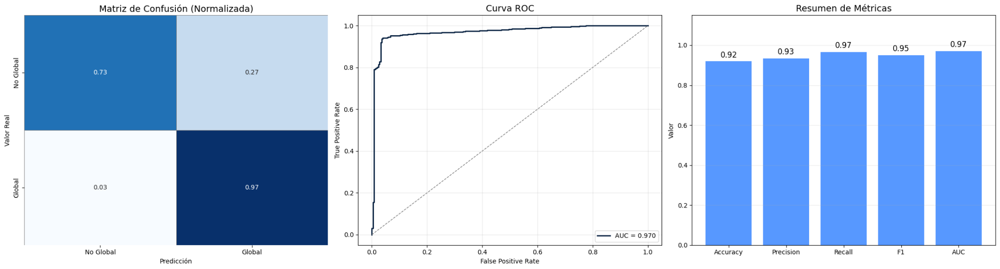 Matriz de Confusión (Normalizada)
Valor Real
No Global
Global
0.73
0.27
0.03
0.97
No Global
Global
Predicción
Curva ROC
True Positive Rate
1.0
0.8
0.6
0.4
0.2
0.0
AUC = 0.970
0.0
0.2
0.4
0.6
0.8
1.0
False Positive Rate
Resumen de Métricas
Valor
1.0
0.8
0.6
0.4
0.2
0.0
0.92
0.93
0.97
0.95
0.97
Accuracy
Precision
Recall
F1
AUC